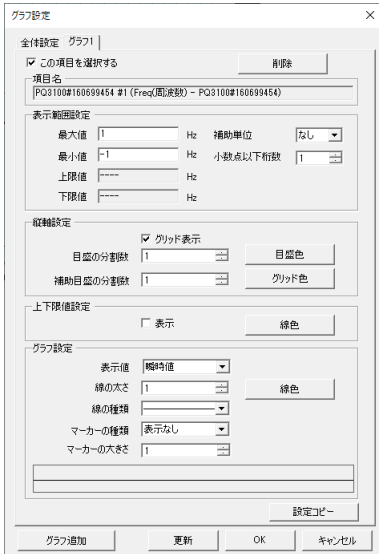 グラフ設定
全体設定 グラフ1
この項目を選択する 削除
項目名
PQ3100#160699454 #1 (Freq(周波数) - PQ3100#160699454)
表示範囲設定
最大値 1 Hz 補助単位 なし
最小値 -1 Hz 小数点以下桁数 1
上限値 ---- Hz
下限値 ---- Hz
縦軸設定
グリッド表示
目盛の分割数 1 目盛色
補助目盛の分割数 1 グリッド色
上下限値設定
表示 線色
グラフ設定
表示値 瞬時値
線の太さ 1 線色
線の種類
マーカーの種類 表示なし
マーカーの大きさ 1
設定コピー
グラフ追加 更新 OK キャンセル